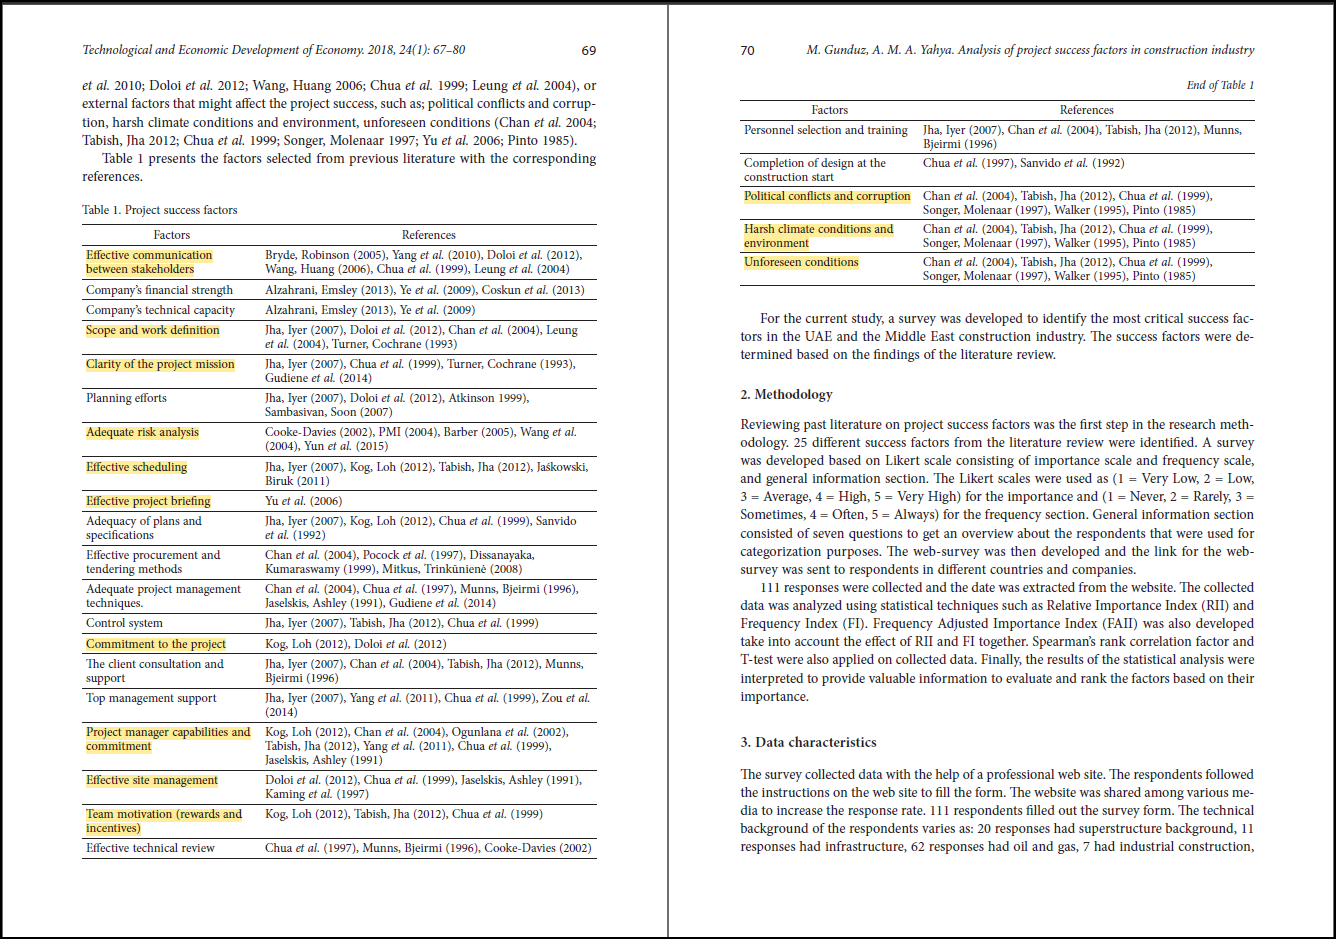 Technological and Economic Development of Economy. 2018, 24(1): 67–80 69
et al. 2010; Doloi et al. 2012; Wang, Huang 2006; Chua et al. 1999; Leung et al. 2004), or
external factors that might affect the project success, such as; political conflicts and corrup-
tion, harsh climate conditions and environment, unforeseen conditions (Chan et al. 2004;
Tabish, Jha 2012; Chua et al. 1999; Songer, Molenaar 1997; Yu et al. 2006; Pinto 1985).
Table 1 presents the factors selected from previous literature with the corresponding
references.
Table 1. Project success factors
Factors References
Effective communication Bryde, Robinson (2005), Yang et al. (2010), Doloi et al. (2012),
between stakeholders Wang, Huang (2006), Chua et al. (1999), Leung et al. (2004)
Company's financial strength Alzahrani, Emsley (2013), Ye et al. (2009), Coskun et al. (2013)
Company's technical capacity Alzahrani, Emsley (2013), Ye et al. (2009)
Scope and work definition Jha, Iyer (2007), Doloi et al. (2012), Chan et al. (2004), Leung
et al. (2004), Turner, Cochrane (1993)
Clarity of the project mission Jha, Iyer (2007), Chua et al. (1999), Turner, Cochrane (1993),
Gudiene et al. (2014)
Planning efforts Jha, Iyer (2007), Doloi et al. (2012), Atkinson 1999),
Sambasivan, Soon (2007)
Adequate risk analysis Cooke-Davies (2002), PMI (2004), Barber (2005), Wang et al.
(2004), Yun et al. (2015)
Effective scheduling Jha, Iyer (2007), Kog, Loh (2012), Tabish, Jha (2012), Jaśkowski,
Biruk (2011)
Effective project briefing Yu et al. (2006)
Adequacy of plans and Jha, Iyer (2007), Kog, Loh (2012), Chua et al. (1999), Sanvido
specifications et al. (1992)
Effective procurement and Chan et al. (2004), Pocock et al. (1997), Dissanayaka,
tendering methods Kumaraswamy (1999), Mitkus, Trinkūnienė (2008)
Adequate project management Chan et al. (2004), Chua et al. (1997), Munns, Bjeirmi (1996),
techniques. Jaselskis, Ashley (1991), Gudiene et al. (2014)
Control system Jha, Iyer (2007), Tabish, Jha (2012), Chua et al. (1999)
Commitment to the project Kog, Loh (2012), Doloi et al. (2012)
The client consultation and Jha, Iyer (2007), Chan et al. (2004), Tabish, Jha (2012), Munns,
support Bjeirmi (1996)
Top management support Jha, Iyer (2007), Yang et al. (2011), Chua et al. (1999), Zou et al.
(2014)
Project manager capabilities and Kog, Loh (2012), Chan et al. (2004), Ogunlana et al. (2002),
commitment Tabish, Jha (2012), Yang et al. (2011), Chua et al. (1999),
Jaselskis, Ashley (1991)
Effective site management Doloi et al. (2012), Chua et al. (1999), Jaselskis, Ashley (1991),
Kaming et al. (1997)
Team motivation (rewards and Kog, Loh (2012), Tabish, Jha (2012), Chua et al. (1999)
incentives)
Effective technical review Chua et al. (1997), Munns, Bjeirmi (1996), Cooke-Davies (2002)
70 M. Gunduz, A. M. A. Yahya. Analysis of project success factors in construction industry
End of Table 1
Factors References
Personnel selection and training Jha, Iyer (2007), Chan et al. (2004), Tabish, Jha (2012), Munns,
Bjeirmi (1996)
Completion of design at the Chua et al. (1997), Sanvido et al. (1992)
construction start
Political conflicts and corruption Chan et al. (2004), Tabish, Jha (2012), Chua et al. (1999),
Songer, Molenaar (1997), Walker (1995), Pinto (1985)
Harsh climate conditions and Chan et al. (2004), Tabish, Jha (2012), Chua et al. (1999),
environment Songer, Molenaar (1997), Walker (1995), Pinto (1985)
Unforeseen conditions Chan et al. (2004), Tabish, Jha (2012), Chua et al. (1999),
Songer, Molenaar (1997), Walker (1995), Pinto (1985)
For the current study, a survey was developed to identify the most critical success fac-
tors in the UAE and the Middle East construction industry. The success factors were de-
termined based on the findings of the literature review.
2. Methodology
Reviewing past literature on project success factors was the first step in the research meth-
odology. 25 different success factors from the literature review were identified. A survey
was developed based on Likert scale consisting of importance scale and frequency scale,
and general information section. The Likert scales were used as (1 = Very Low, 2 = Low,
3 = Average, 4 = High, 5 = Very High) for the importance and (1 = Never, 2 = Rarely, 3 =
Sometimes, 4 = Often, 5 = Always) for the frequency section. General information section
consisted of seven questions to get an overview about the respondents that were used for
categorization purposes. The web-survey was then developed and the link for the web-
survey was sent to respondents in different countries and companies.
111 responses were collected and the date was extracted from the website. The collected
data was analyzed using statistical techniques such as Relative Importance Index (RII) and
Frequency Index (FI). Frequency Adjusted Importance Index (FAII) was also developed
take into account the effect of RII and FI together. Spearman's rank correlation factor and
T-test were also applied on collected data. Finally, the results of the statistical analysis were
interpreted to provide valuable information to evaluate and rank the factors based on their
importance.
3. Data characteristics
The survey collected data with the help of a professional web site. The respondents followed
the instructions on the web site to fill the form. The website was shared among various me-
dia to increase the response rate. 111 respondents filled out the survey form. The technical
background of the respondents varies as: 20 responses had superstructure background, 11
responses had infrastructure, 62 responses had oil and gas, 7 had industrial construction,